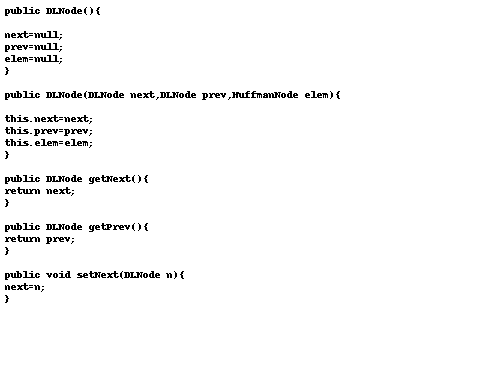 public DLNode(){
next=null;
prev=null;
elem=null;
}
public DLNode(DLNode next,DLNode prev,HuffmanNode elem){
this.next=next;
this.prev=prev;
this.elem=elem;
}
public DLNode getNext(){
return next;
}
public DLNode getPrev(){
return prev;
}
public void setNext(DLNode n){
next=n;
}